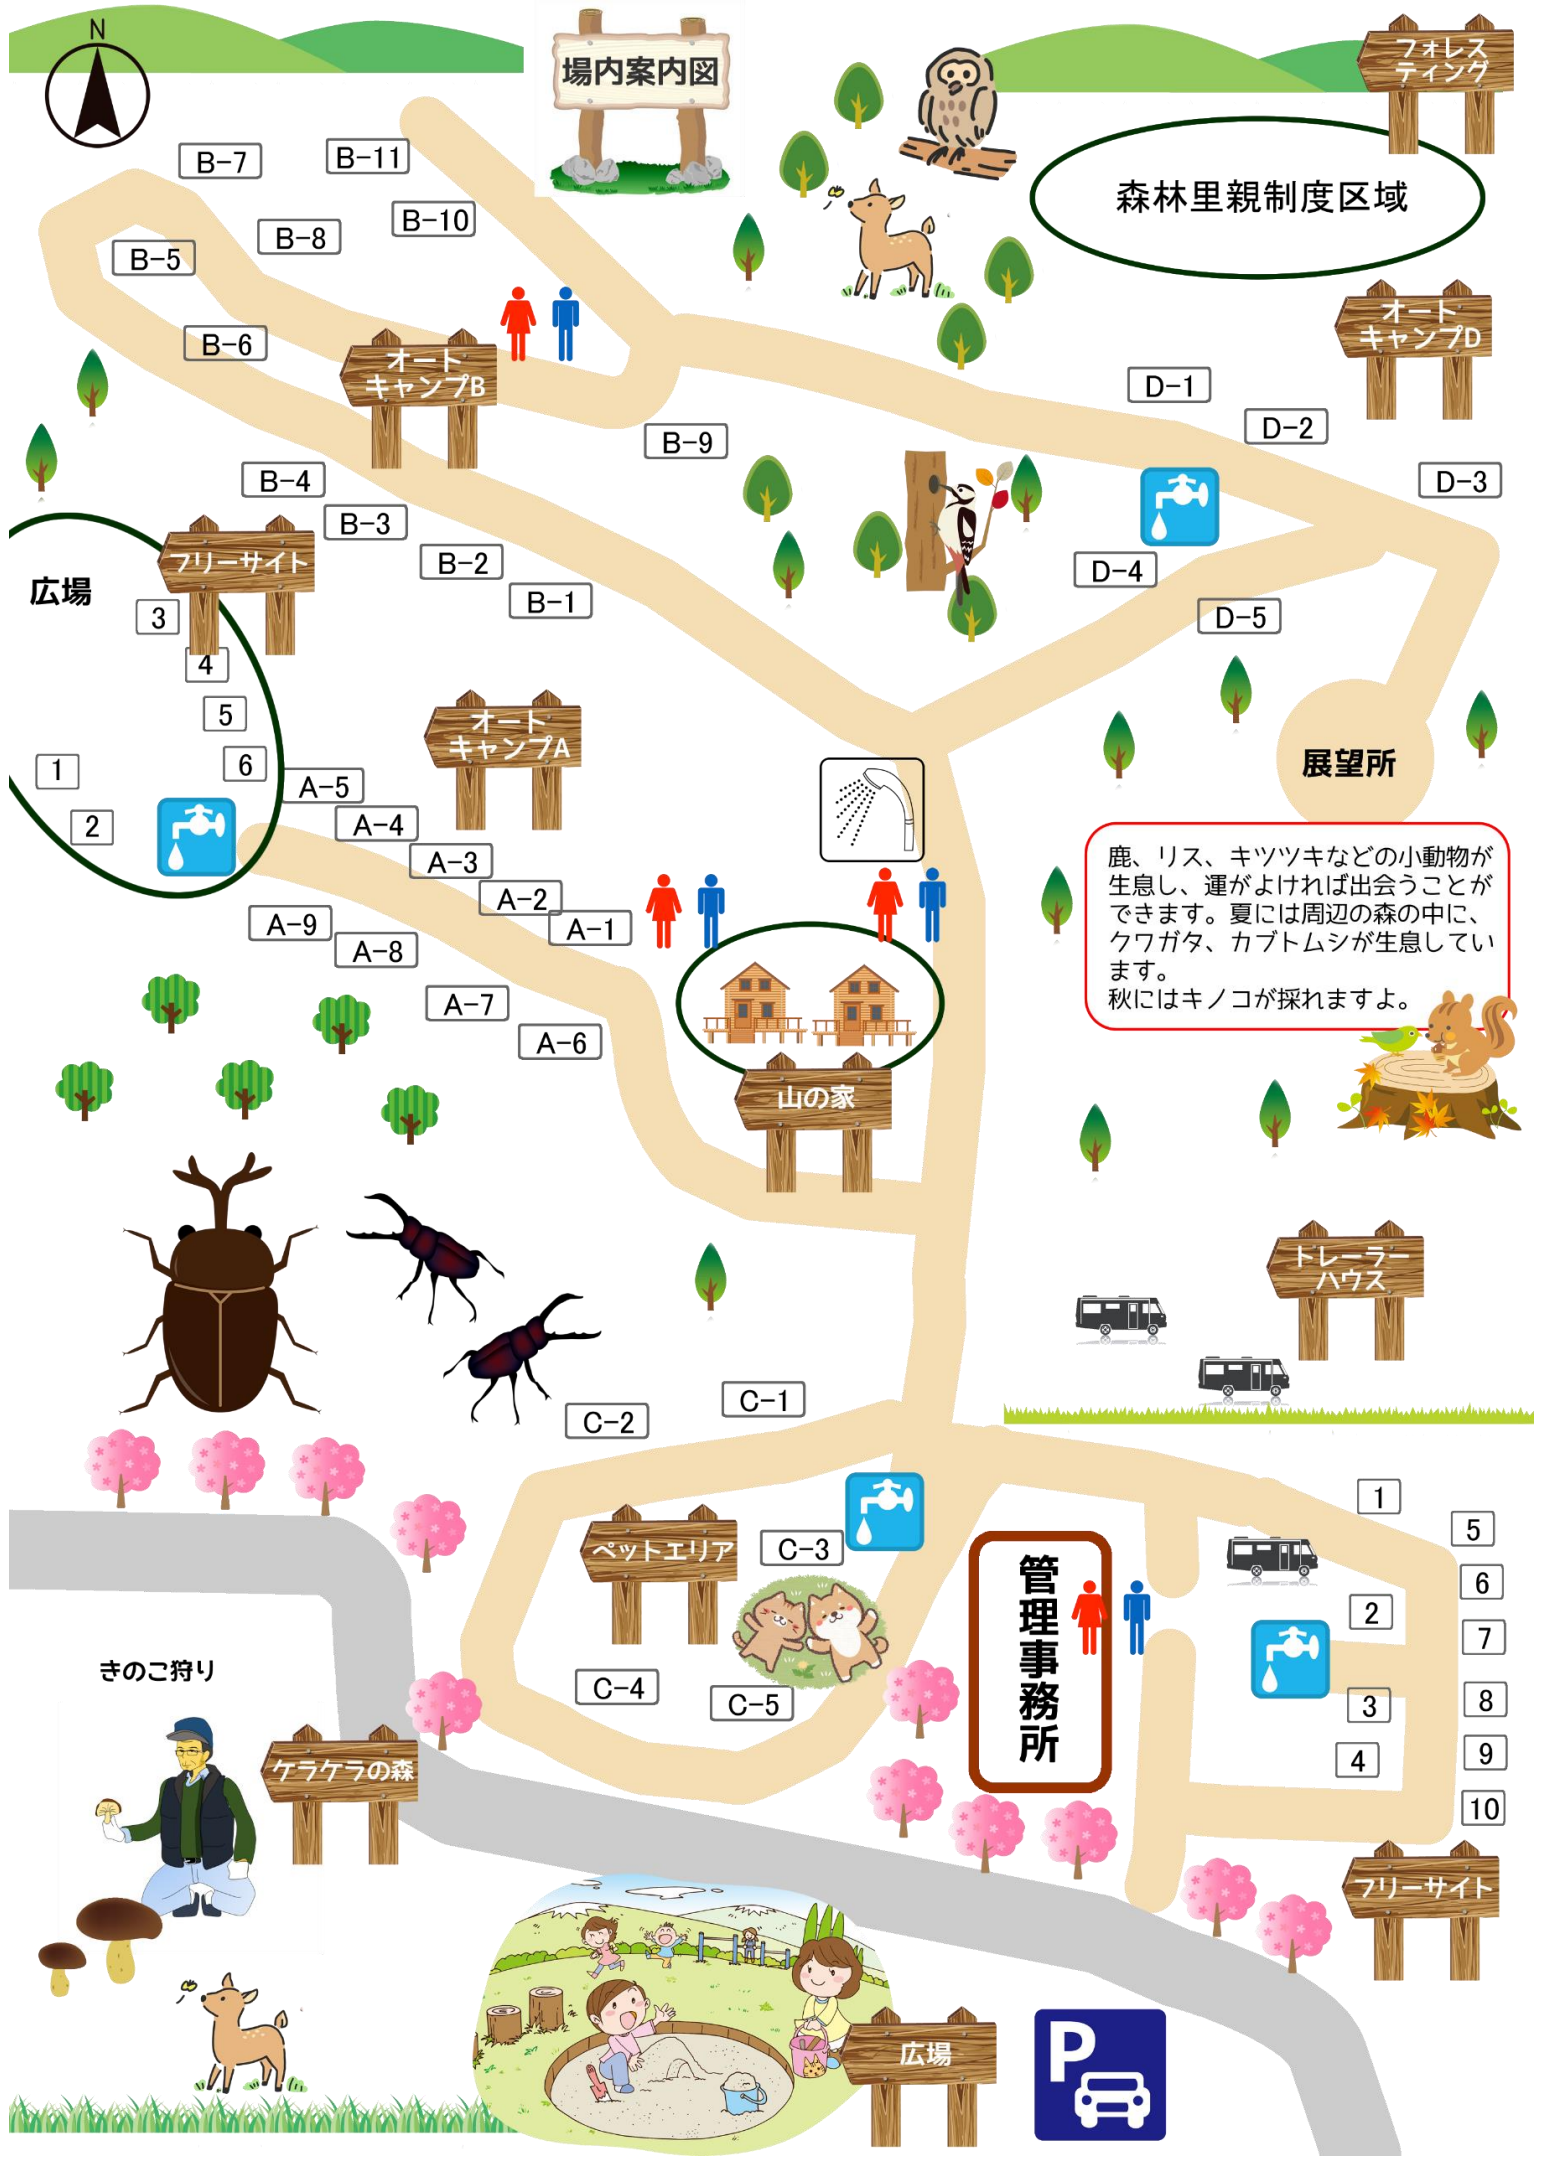 N
場内案内図
フォレス
ティング
森林里親制度区域
B-7
B-11
B-10
B-8
B-5
B-6
オート
キャンプB
オート
キャンプD
D-1
D-2
D-3
B-9
B-4
B-3
B-2
B-1
D-4
D-5
フリーサイト
広場
3
4
5
6
1
2
オート
キャンプA
展望所
A-5
A-4
A-3
A-2
A-1
A-9
A-8
A-7
A-6
鹿、リス、キツツキなどの小動物が
生息し、運がよければ出会うことが
できます。夏には周辺の森の中に、
クワガタ、カブトムシが生息してい
ます。
秋にはキノコが採れますよ。
山の家
トレーラー
ハウス
C-1
C-2
ペットエリア
C-3
C-4
C-5
管理事務所
1
5
6
2
7
3
8
4
9
10
きのこ狩り
ケラケラの森
フリーサイト
広場
P